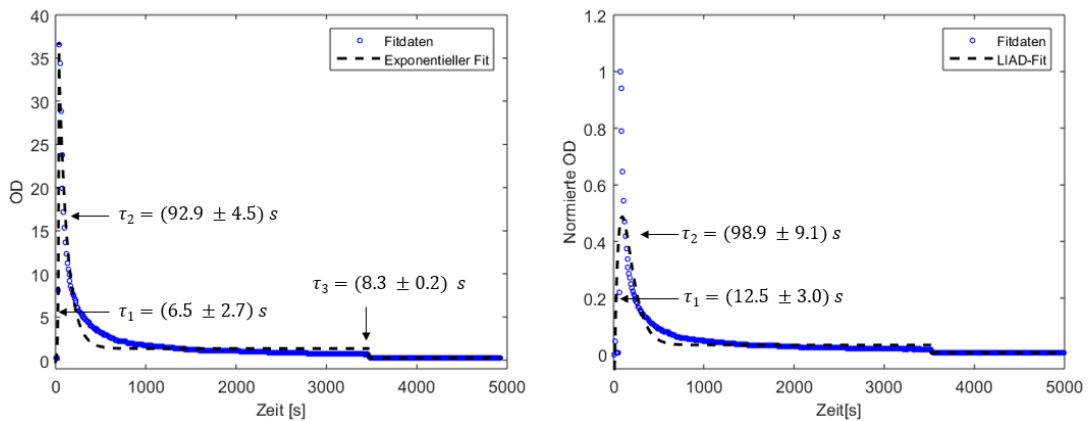 40
35
30
25
20
15
10
5
0
OD
0
1000
2000
3000
4000
5000
Zeit [s]
Fitdaten
Exponentieller Fit
τ₂ = (92.9 ± 4.5) s
τ₃ = (8.3 ± 0.2) s
τ₁ = (6.5 ± 2.7) s
1.2
1
0.8
0.6
0.4
0.2
0
Normierte OD
0
1000
2000
3000
4000
5000
Zeit[s]
Fitdaten
LIAD-Fit
τ₂ = (98.9 ± 9.1) s
τ₁ = (12.5 ± 3.0) s